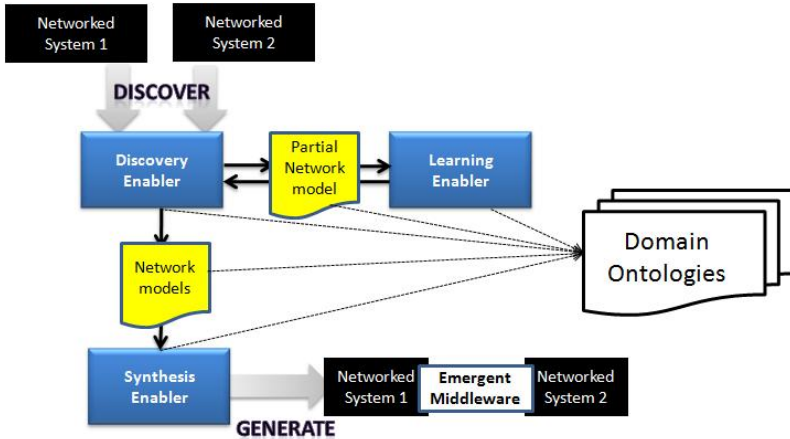 Networked
System 1
Networked
System 2
DISCOVER
Discovery
Enabler
Partial
Network
model
Learning
Enabler
Domain
Ontologies
Network
models
Synthesis
Enabler
Networked
System 1
Emergent
Middleware
Networked
System 2
GENERATE